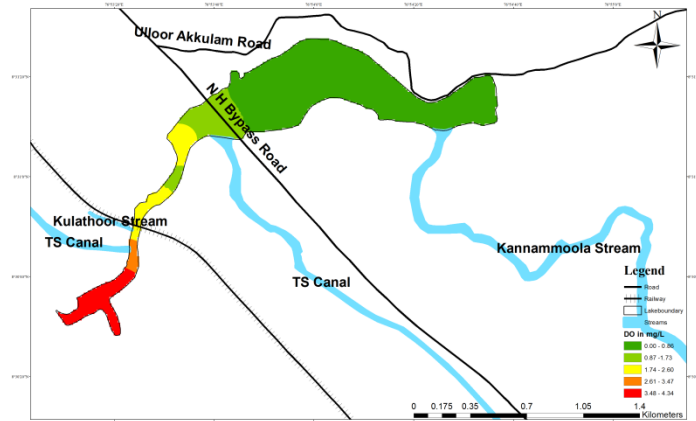 N
Ulloor Akkulam Road
N H Bypass Road
Kulathoor Stream
TS Canal
Kannammoola Stream
TS Canal
Legend
Road
Railway
Lakeboundary
Streams
DO in mg/L
0.00 - 0.86
0.87 -1.73
1.74 - 2.60
2.61 - 3.47
3.48 - 4.34
0 0.175 0.35 0.7 1.05 1.4
Kilometers